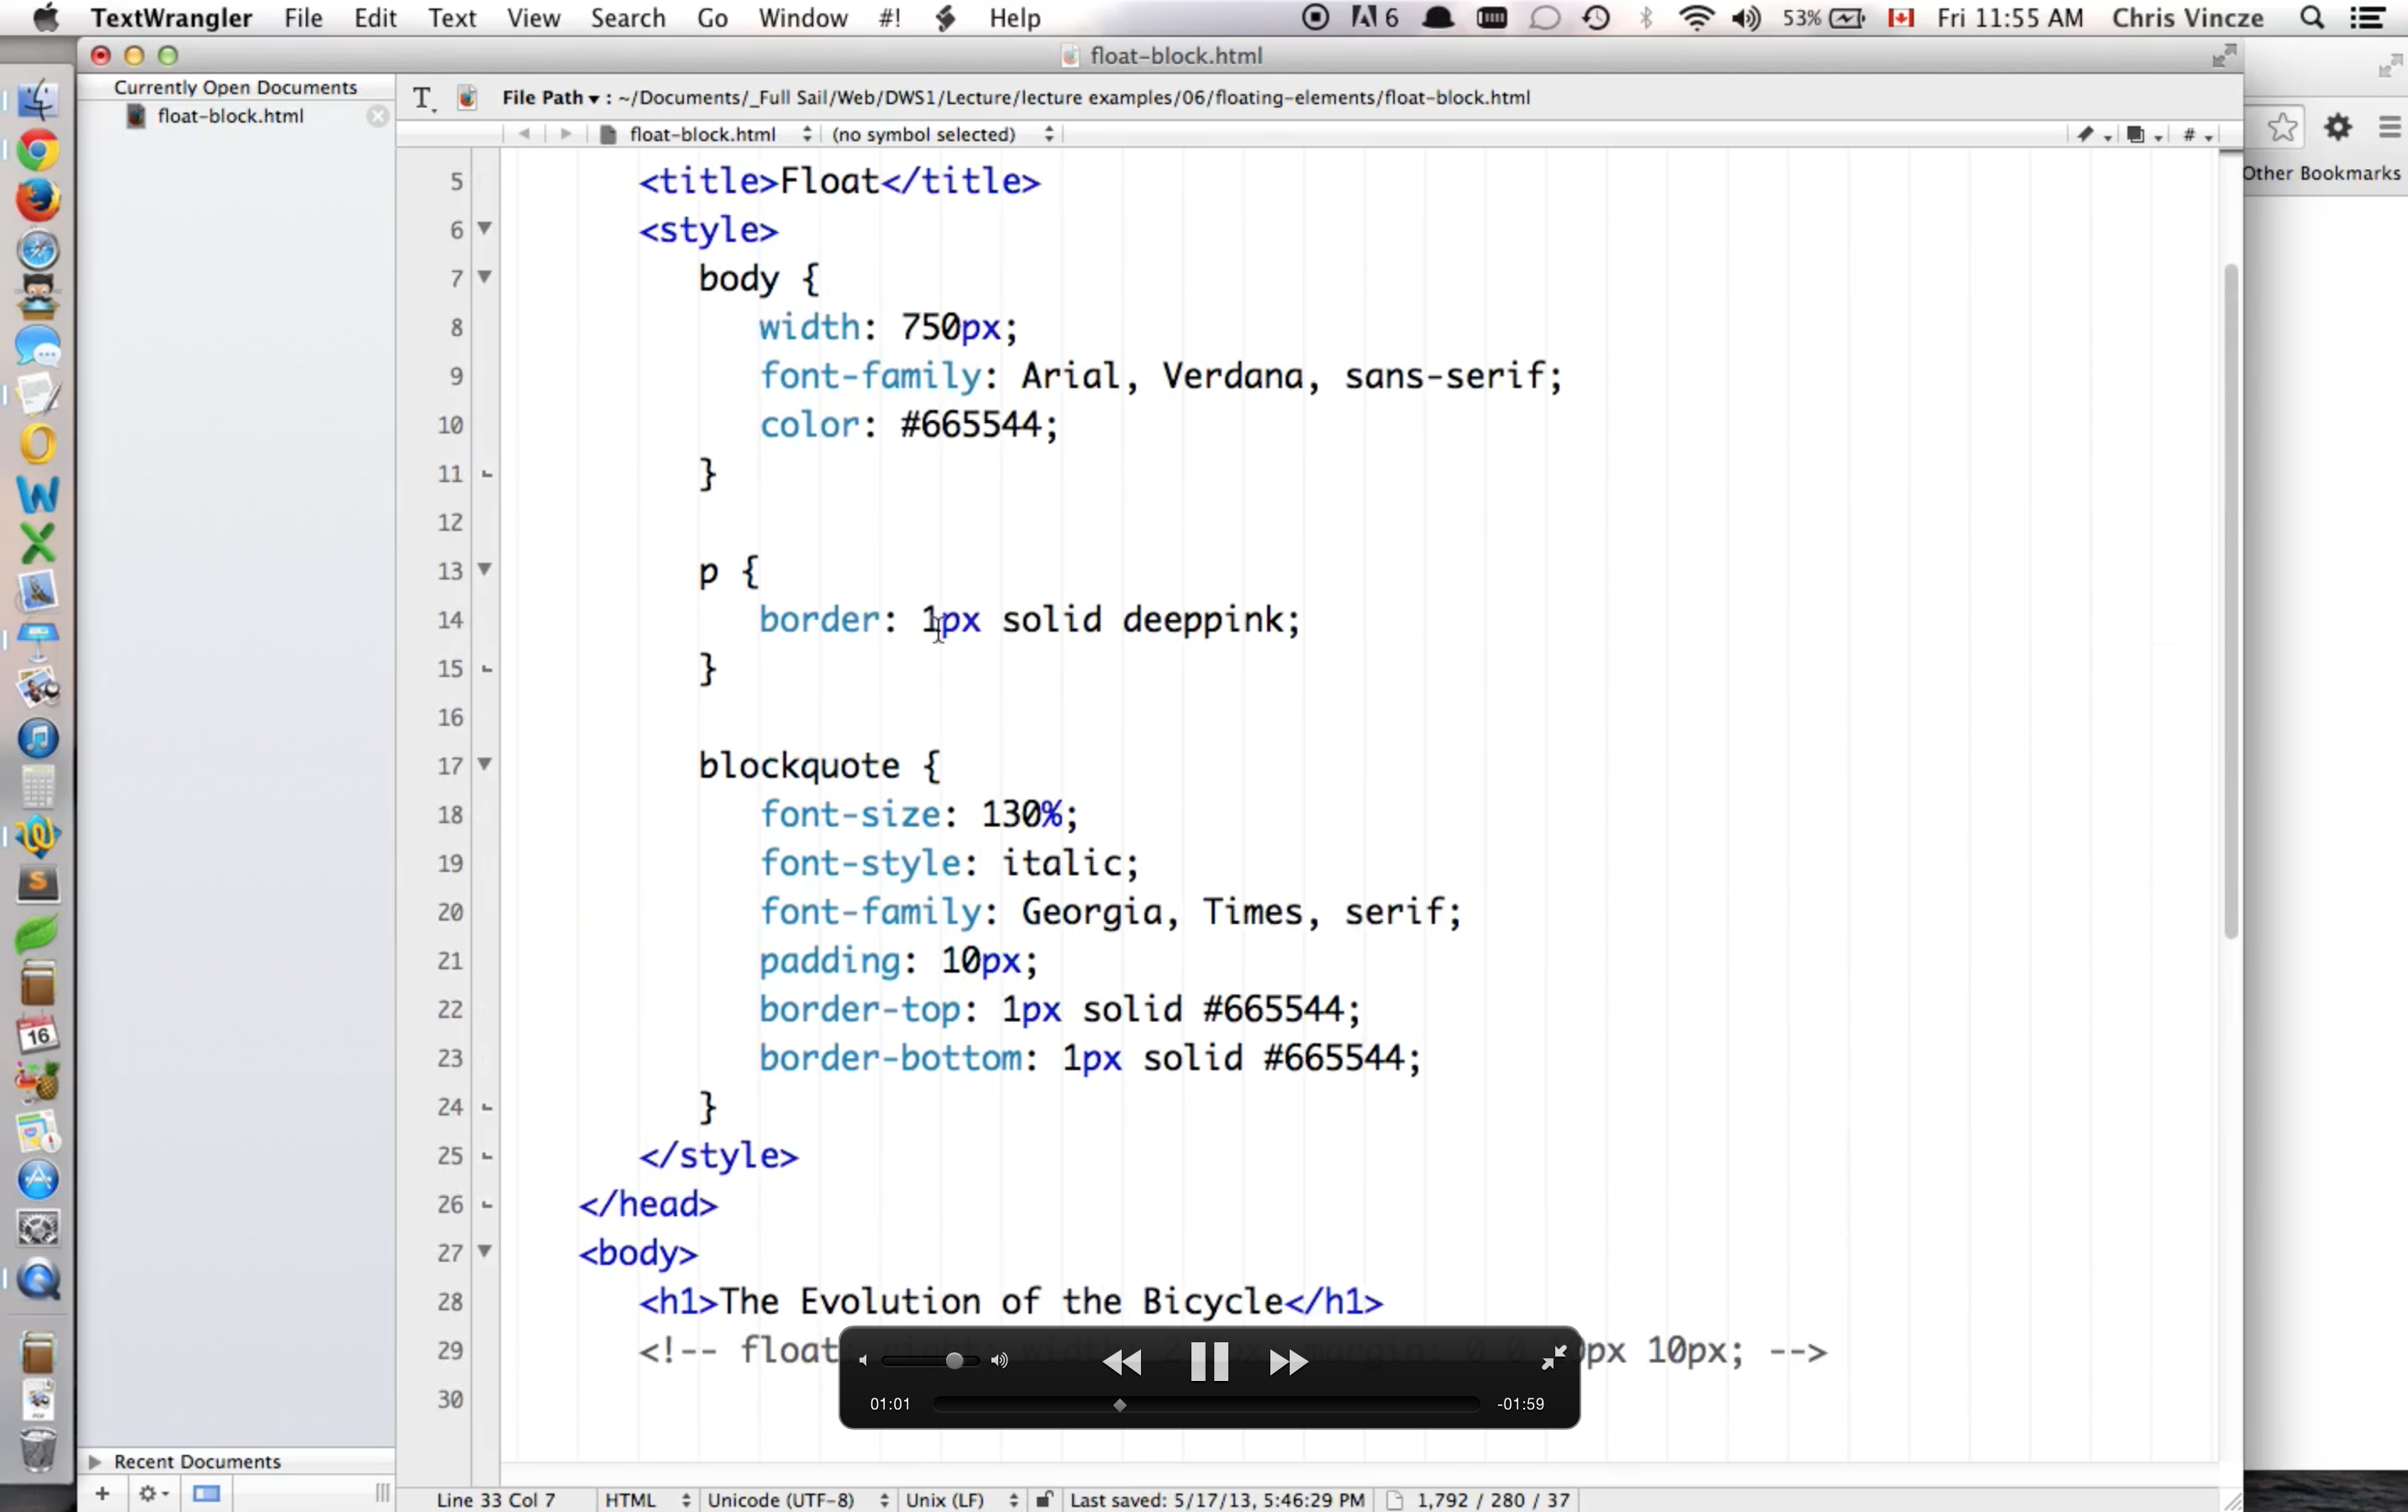 TextWrangler File Edit Text View Search Go Window #! Help 6 53% Fri 11:55 AM Chris Vincze
float-block.html
Currently Open Documents
float-block.html
File Path : ~/Documents/_Full Sail/Web/DWS1/Lecture/lecture examples/06/floating-elements/float-block.html
float-block.html (no symbol selected) #
Other Bookmarks
5 <title>Float</title>
6 <style>
7 body {
8 width: 750px;
9 font-family: Arial, Verdana, sans-serif;
10 color: #665544;
11 }
12
13 p {
14 border: 1px solid deeppink;
15 }
16
17 blockquote {
18 font-size: 130%;
19 font-style: italic;
20 font-family: Georgia, Times, serif;
21 padding: 10px;
22 border-top: 1px solid #665544;
23 border-bottom: 1px solid #665544;
24 }
25 </style>
26 </head>
27 <body>
28 <h1>The Evolution of the Bicycle</h1>
29 <!-- float px 10px; -->
30
01:01 -01:59
16
Recent Documents
Line 33 Col 7 HTML Unicode (UTF-8) Unix (LF) Last saved: 5/17/13, 5:46:29 PM 1,792 / 280 / 37